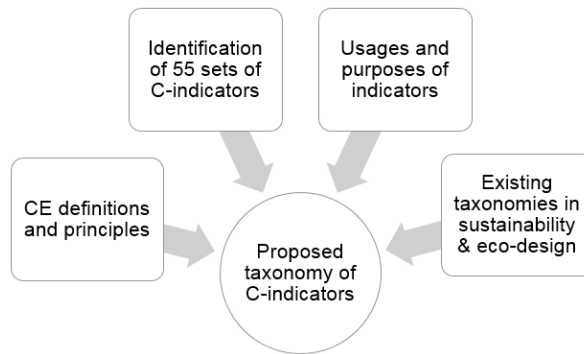 Identification
of 55 sets of
C-indicators
Usages and
purposes of
indicators
CE definitions
and principles
Existing
taxonomies in
sustainability
& eco-design
Proposed
taxonomy of
C-indicators